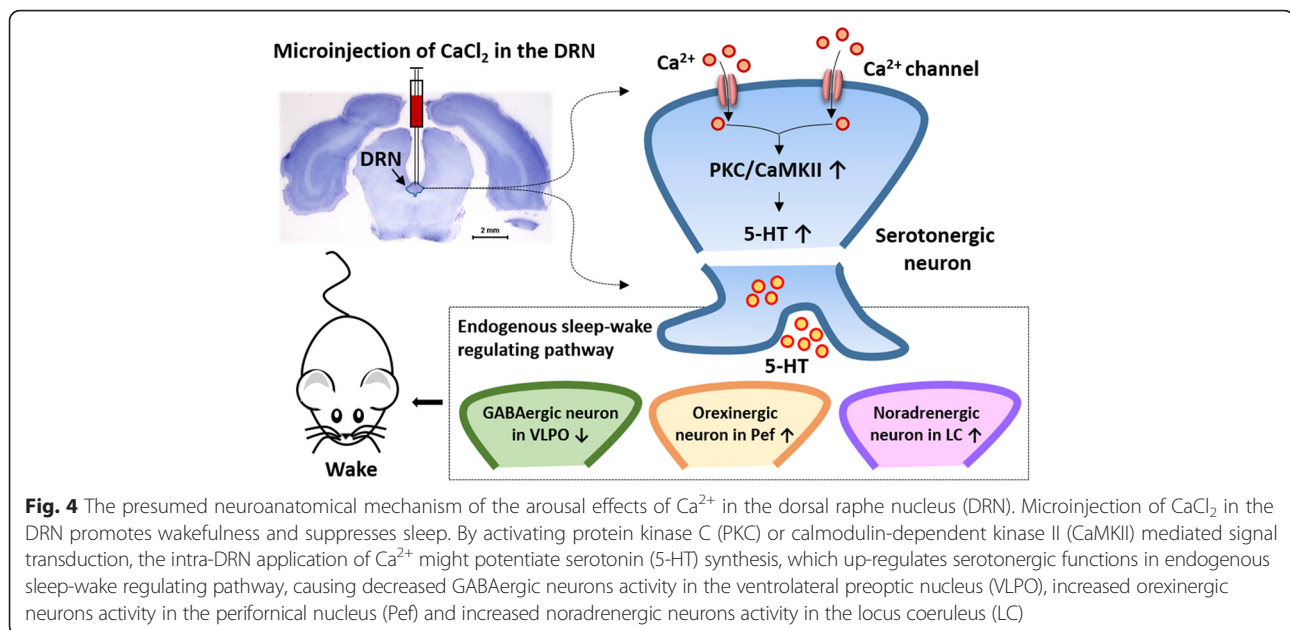 Microinjection of CaCl₂ in the DRN
DRN
2 mm
Ca²⁺
Ca²⁺ channel
PKC/CaMKII ↑
5-HT ↑
Serotonergic
neuron
Endogenous sleep-wake
regulating pathway
5-HT
GABAergic neuron
in VLPO ↓
Orexinergic
neuron in Pef ↑
Noradrenergic
neuron in LC ↑
Wake
Fig. 4 The presumed neuroanatomical mechanism of the arousal effects of Ca²⁺ in the dorsal raphe nucleus (DRN). Microinjection of CaCl₂ in the
DRN promotes wakefulness and suppresses sleep. By activating protein kinase C (PKC) or calmodulin-dependent kinase II (CaMKII) mediated signal
transduction, the intra-DRN application of Ca²⁺ might potentiate serotonin (5-HT) synthesis, which up-regulates serotonergic functions in endogenous
sleep-wake regulating pathway, causing decreased GABAergic neurons activity in the ventrolateral preoptic nucleus (VLPO), increased orexinergic
neurons activity in the perifornical nucleus (Pef) and increased noradrenergic neurons activity in the locus coeruleus (LC)